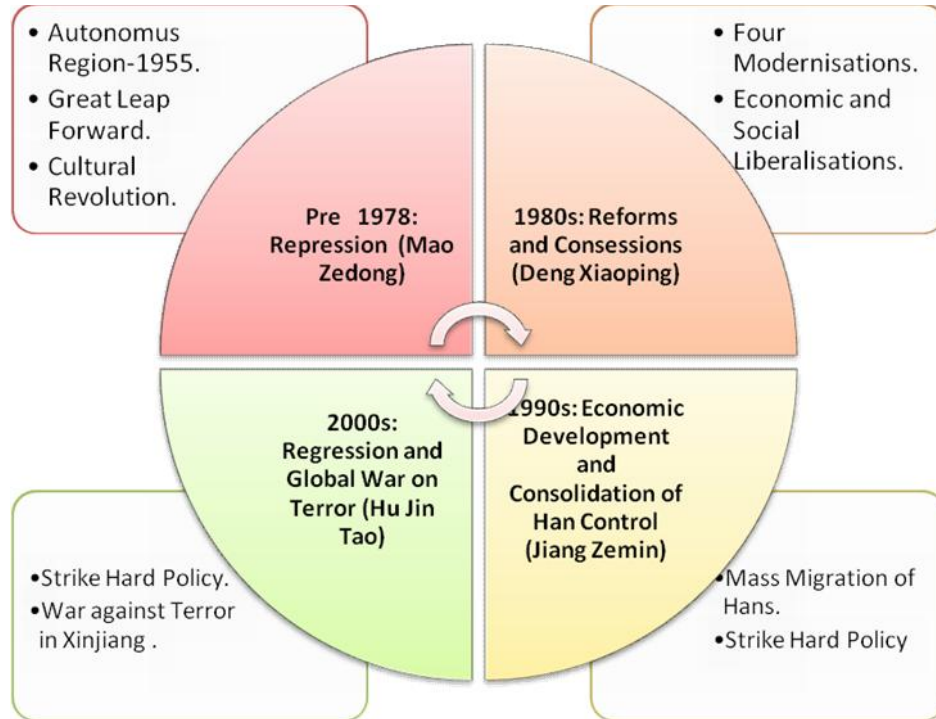 • Autonomus
Region-1955.
• Great Leap
Forward.
• Cultural
Revolution.
• Four
Modernisations.
• Economic and
Social
Liberalisations.
Pre 1978:
Repression (Mao
Zedong)
1980s: Reforms
and Consessions
(Deng Xiaoping)
2000s:
Regression and
Global War on
Terror (Hu Jin
Tao)
1990s: Economic
Development
and
Consolidation of
Han Control
(Jiang Zemin)
•Strike Hard Policy.
•War against Terror
in Xinjiang .
•Mass Migration of
Hans.
•Strike Hard Policy